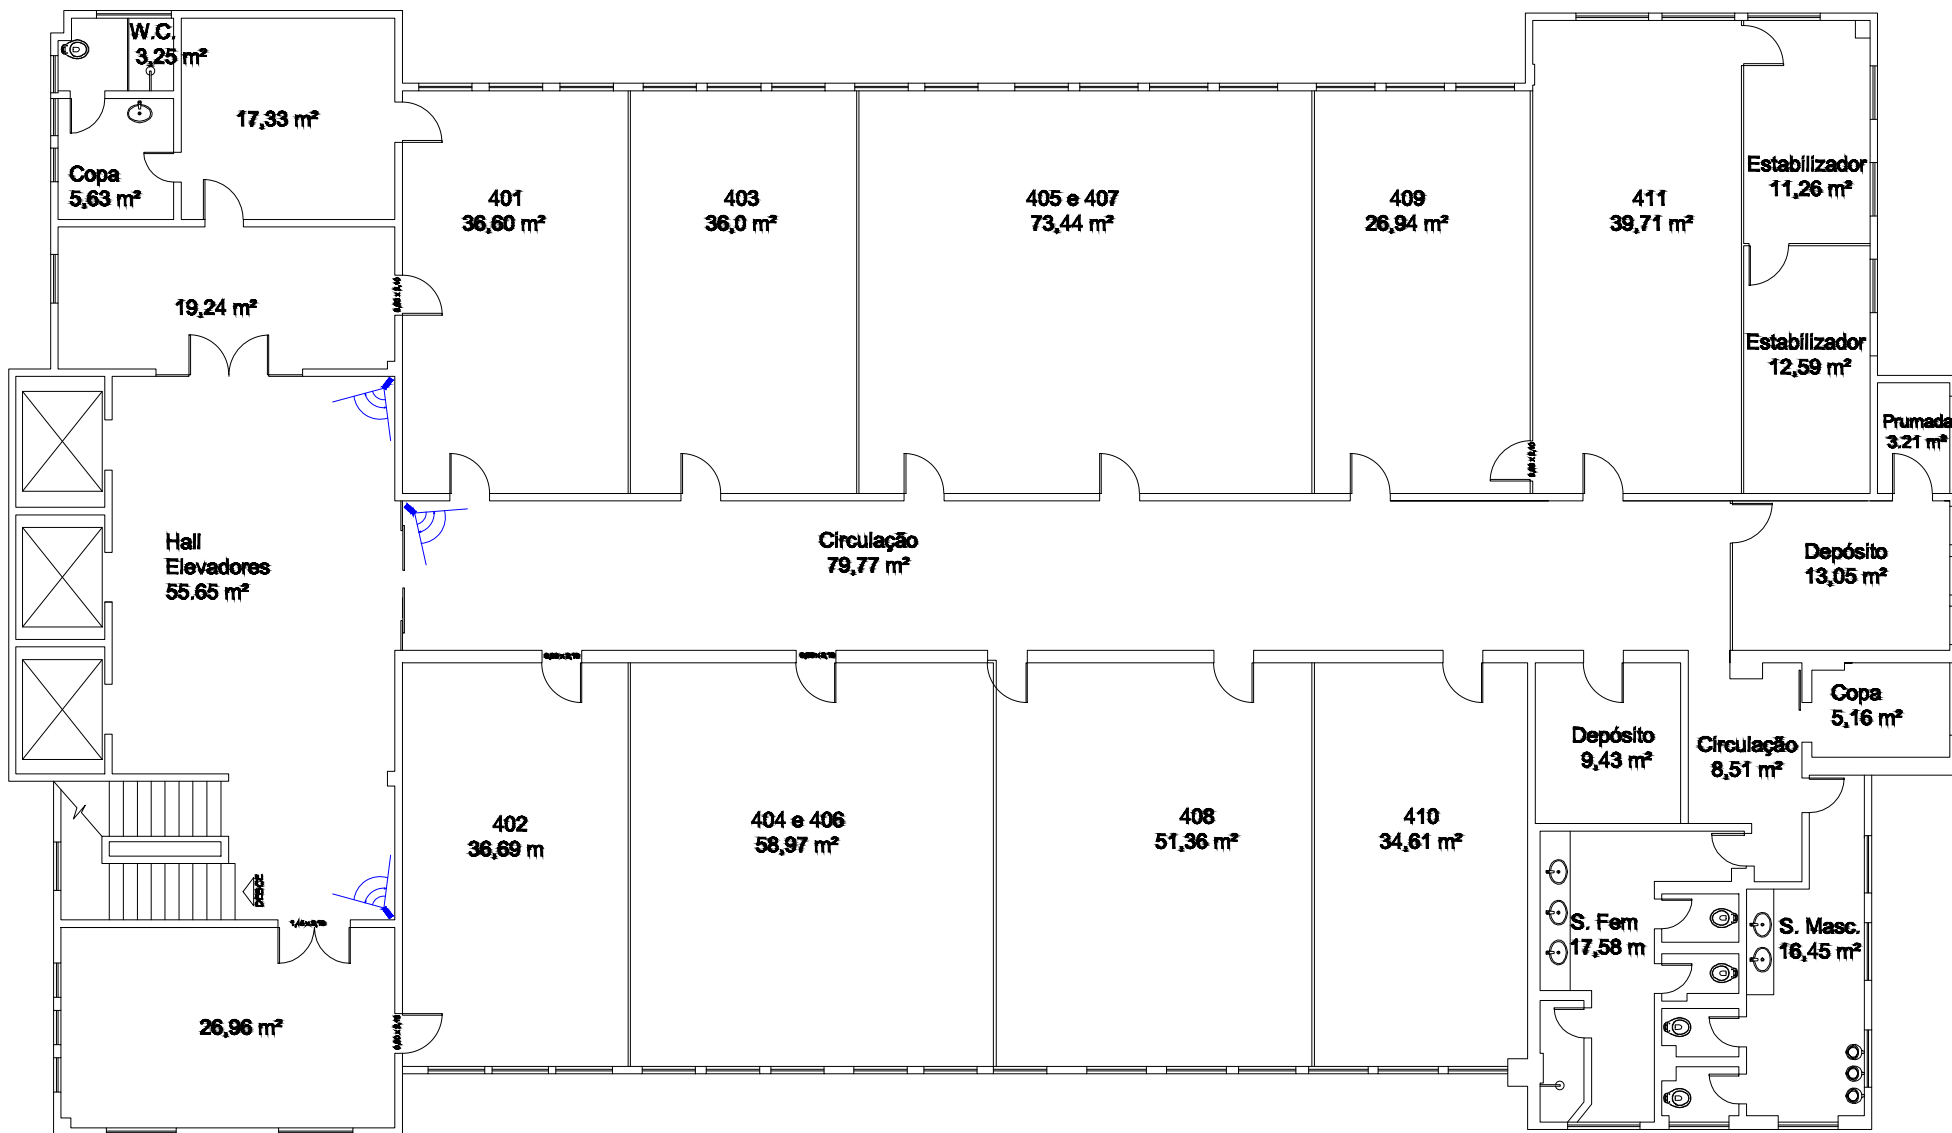 W.C.
3,25 m²
17,33 m²
Copa
5,63 m²
401
36,60 m²
403
36,0 m²
405 e 407
73,44 m²
409
26,94 m²
411
39,71 m²
Estabilizador
11,26 m²
19,24 m²
Estabilizador
12,59 m²
Prumada
3.21 m²
Hall
Elevadores
55.65 m²
Circulação
79,77 m²
Depósito
13,05 m²
Copa
5,16 m²
Depósito
9,43 m²
Circulação
8,51 m²
402
36,69 m
404 e 406
58,97 m²
408
51,36 m²
410
34,61 m²
DESCE
S. Fem
17,58 m
S. Masc.
16,45 m²
26,96 m²